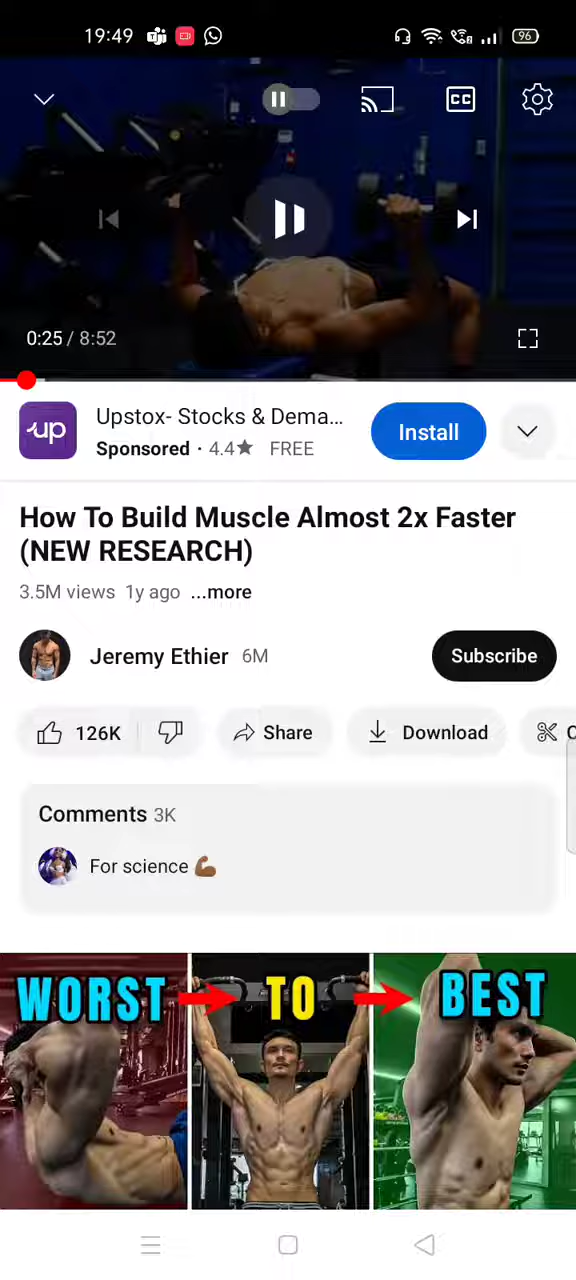 19:49
96
CC
0:25 / 8:52
up
Upstox- Stocks & Dema...
Install
Sponsored · 4.4★ FREE
How To Build Muscle Almost 2x Faster
(NEW RESEARCH)
3.5M views 1y ago ...more
Jeremy Ethier 6M
Subscribe
126K
Share
Download
Comments 3K
For science 💪🏾
WORST TO BEST